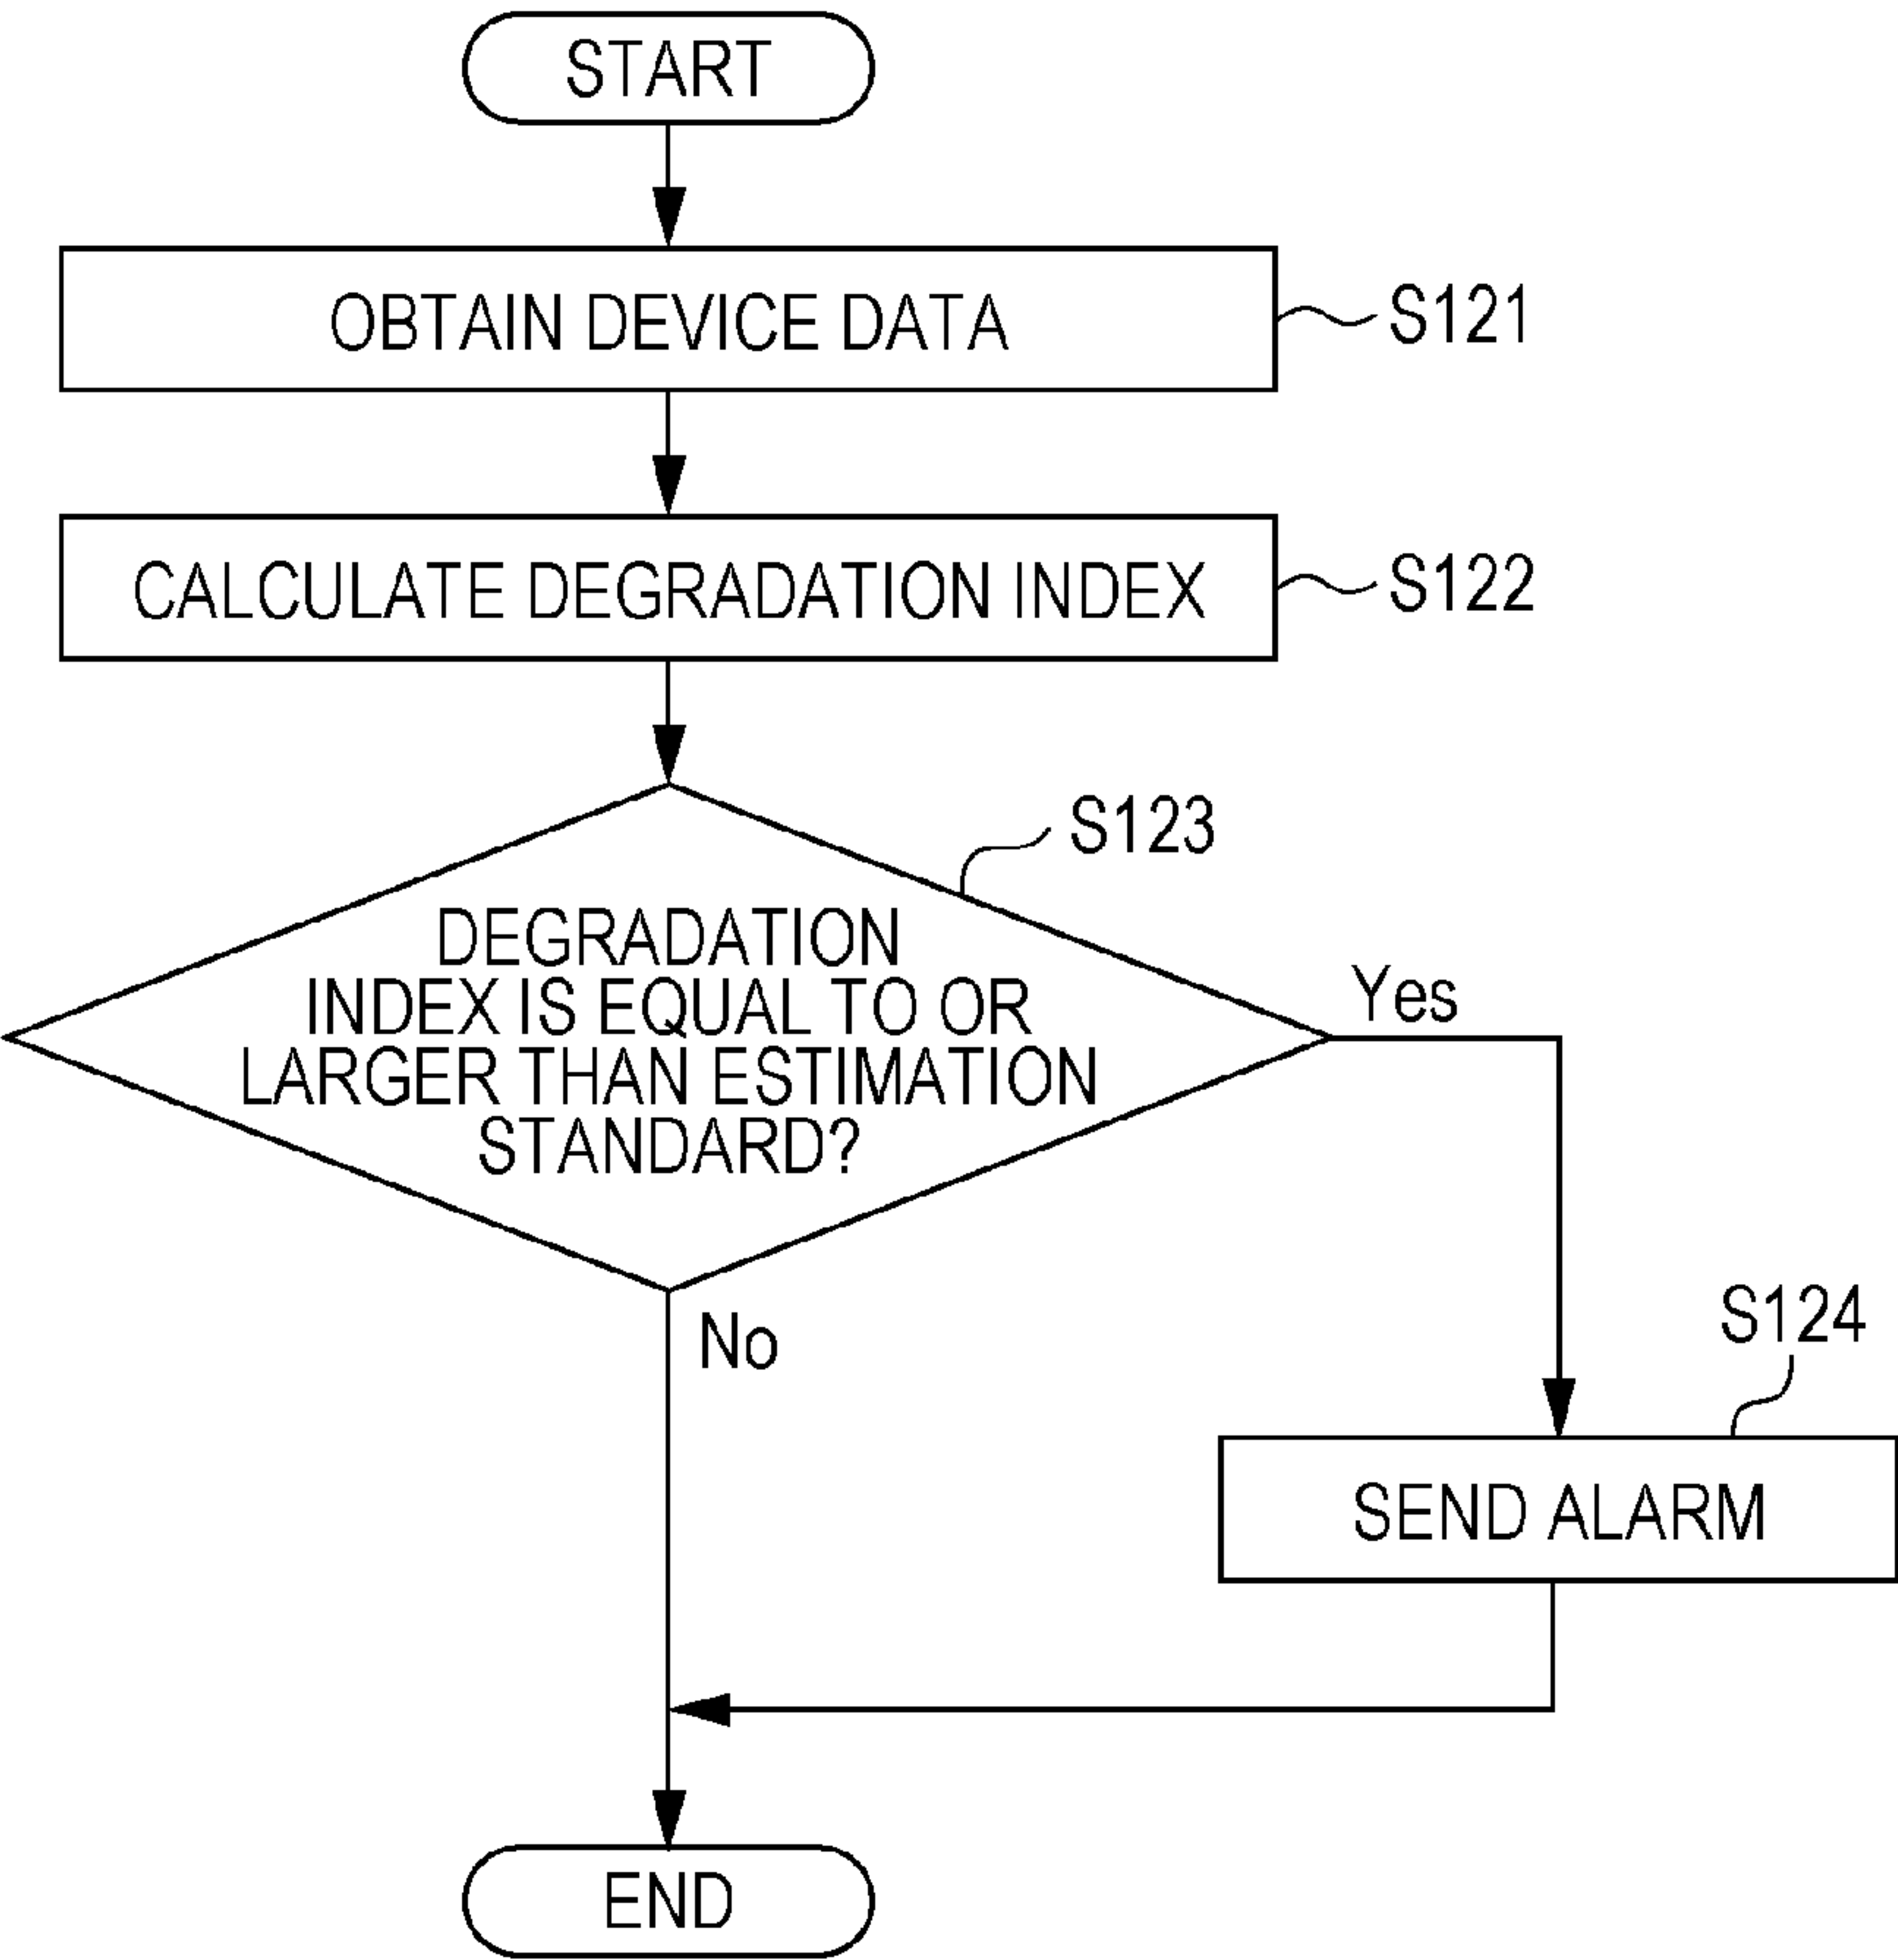 START
OBTAIN DEVICE DATA
S121
CALCULATE DEGRADATION INDEX
S122
S123
DEGRADATION
INDEX IS EQUAL TO OR
LARGER THAN ESTIMATION
STANDARD?
Yes
No
S124
SEND ALARM
END